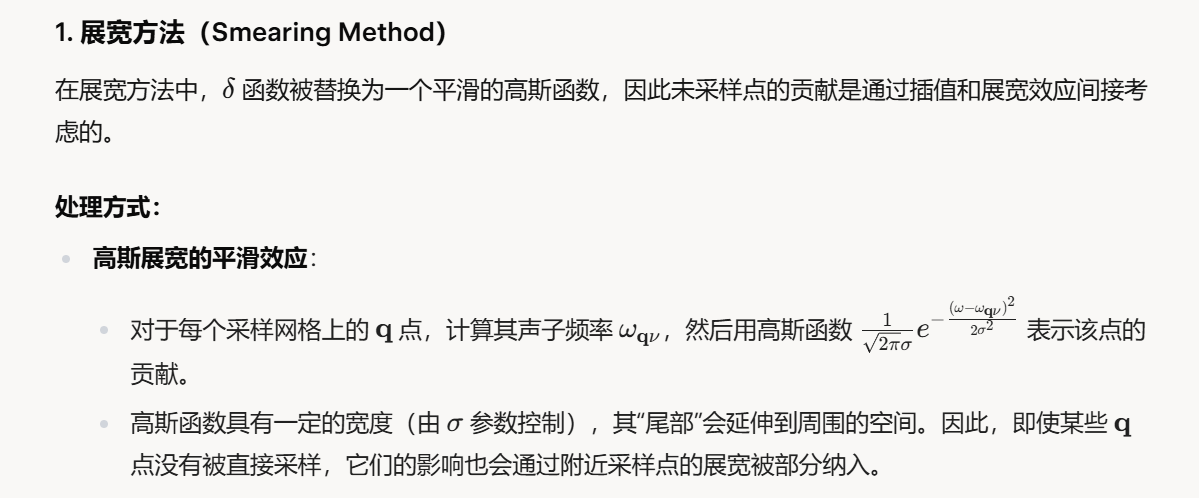 1. 展宽方法（Smearing Method）
在展宽方法中，δ 函数被替换为一个平滑的高斯函数，因此未采样点的贡献是通过插值和展宽效应间接考
虑的。
处理方式：
• 高斯展宽的平滑效应：
• 对于每个采样网格上的 𝐪 点，计算其声子频率 $\omega_{\mathbf{q}\nu}$，然后用高斯函数 $\frac{1}{\sqrt{2\pi}\sigma}e^{-\frac{(\omega-\omega_{\mathbf{q}\nu})^2}{2\sigma^2}}$ 表示该点的
贡献。
• 高斯函数具有一定的宽度（由 σ 参数控制），其“尾部”会延伸到周围的空间。因此，即使某些 𝐪
点没有被直接采样，它们的影响也会通过附近采样点的展宽被部分纳入。